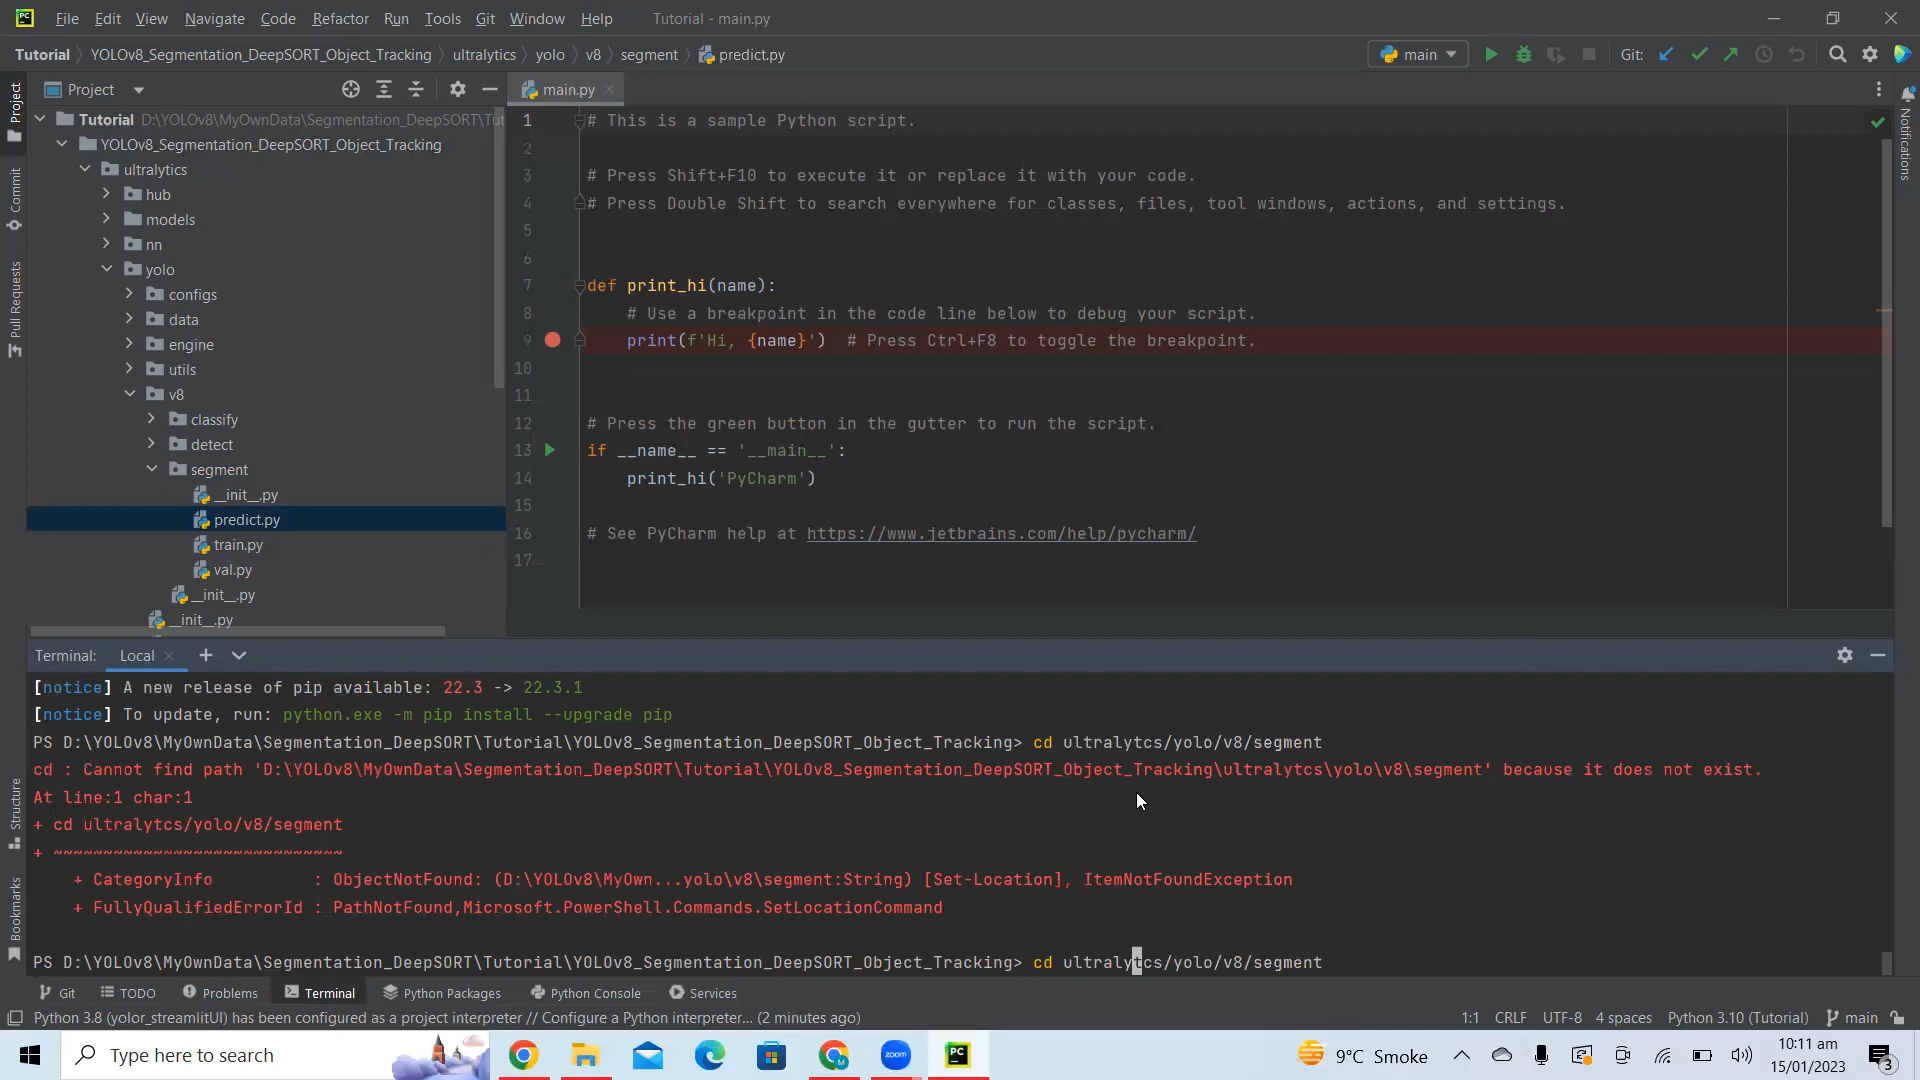 File Edit View Navigate Code Refactor Run Tools Git Window Help Tutorial - main.py
Tutorial YOLOv8_Segmentation_DeepSORT_Object_Tracking ultralytics yolo v8 segment predict.py main Git:
Project main.py
Project
Commit
Pull Requests
Structure
Bookmarks
Notifications
Tutorial D:\YOLOv8\MyOwnData\Segmentation_DeepSORT\Tut
YOLOv8_Segmentation_DeepSORT_Object_Tracking
ultralytics
hub
models
nn
yolo
configs
data
engine
utils
v8
classify
detect
segment
__init__.py
predict.py
train.py
val.py
__init__.py
__init__.py
1 # This is a sample Python script.
2
3 # Press Shift+F10 to execute it or replace it with your code.
4 # Press Double Shift to search everywhere for classes, files, tool windows, actions, and settings.
5
6
7 def print_hi(name):
8 # Use a breakpoint in the code line below to debug your script.
9 print(f'Hi, {name}') # Press Ctrl+F8 to toggle the breakpoint.
10
11
12 # Press the green button in the gutter to run the script.
13 if __name__ == '__main__':
14 print_hi('PyCharm')
15
16 # See PyCharm help at https://www.jetbrains.com/help/pycharm/
17
Terminal: Local
[notice] A new release of pip available: 22.3 -> 22.3.1
[notice] To update, run: python.exe -m pip install --upgrade pip
PS D:\YOLOv8\MyOwnData\Segmentation_DeepSORT\Tutorial\YOLOv8_Segmentation_DeepSORT_Object_Tracking> cd ultralytcs/yolo/v8/segment
cd : Cannot find path 'D:\YOLOv8\MyOwnData\Segmentation_DeepSORT\Tutorial\YOLOv8_Segmentation_DeepSORT_Object_Tracking\ultralytcs\yolo\v8\segment' because it does not exist.
At line:1 char:1
+ cd ultralytcs/yolo/v8/segment
+ ~~~~~~~~~~~~~~~~~~~~~~~~~~~~~
+ CategoryInfo : ObjectNotFound: (D:\YOLOv8\MyOwn...yolo\v8\segment:String) [Set-Location], ItemNotFoundException
+ FullyQualifiedErrorId : PathNotFound,Microsoft.PowerShell.Commands.SetLocationCommand
PS D:\YOLOv8\MyOwnData\Segmentation_DeepSORT\Tutorial\YOLOv8_Segmentation_DeepSORT_Object_Tracking> cd ultralytcs/yolo/v8/segment
Git TODO Problems Terminal Python Packages Python Console Services
Python 3.8 (yolor_streamlitUI) has been configured as a project interpreter // Configure a Python interpreter... (2 minutes ago) 1:1 CRLF UTF-8 4 spaces Python 3.10 (Tutorial) main
Type here to search zoom PC 9°C Smoke 10:11 am
15/01/2023 3